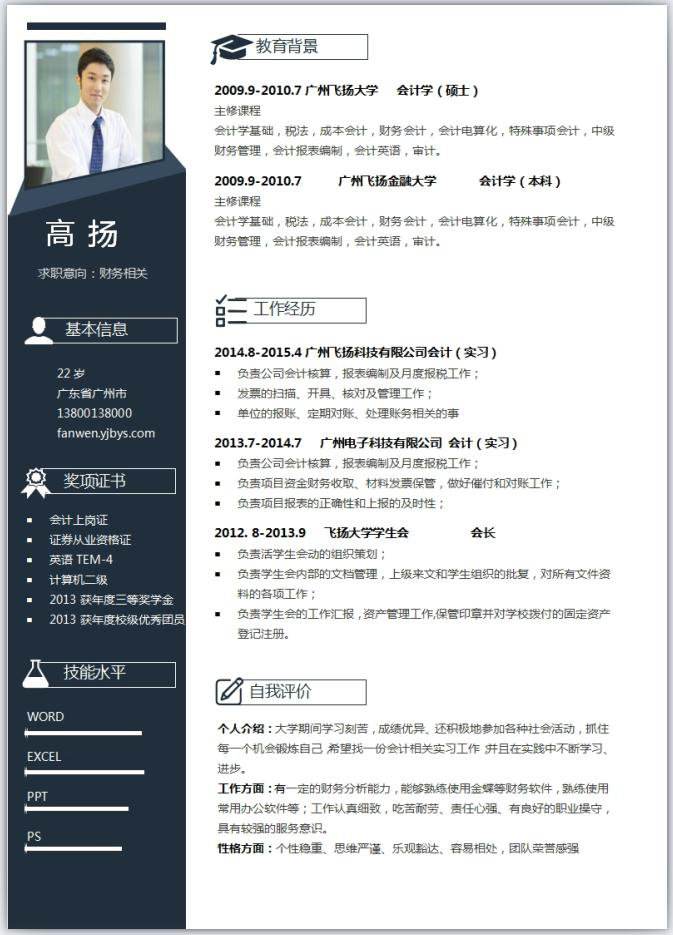 高 扬
求职意向：财务相关
基本信息
22 岁
广东省广州市
13800138000
fanwen.yjbys.com
奖项证书
会计上岗证
证券从业资格证
英语 TEM-4
计算机二级
2013 获年度三等奖学金
2013 获年度校级优秀团员
技能水平
WORD
EXCEL
PPT
PS
教育背景
2009.9-2010.7 广州飞扬大学 会计学（硕士）
主修课程
会计学基础，税法，成本会计，财务会计，会计电算化，特殊事项会计，中级
财务管理，会计报表编制，会计英语，审计。
2009.9-2010.7 广州飞扬金融大学 会计学（本科）
主修课程
会计学基础，税法，成本会计，财务会计，会计电算化，特殊事项会计，中级
财务管理，会计报表编制，会计英语，审计。
工作经历
2014.8-2015.4 广州飞扬科技有限公司会计（实习）
负责公司会计核算，报表编制及月度报税工作；
发票的扫描、开具、核对及管理工作；
单位的报账、定期对账、处理账务相关的事
2013.7-2014.7 广州电子科技有限公司 会计（实习）
负责公司会计核算，报表编制及月度报税工作；
负责项目资金财务收取、材料发票保管，做好催付和对账工作；
负责项目报表的正确性和上报的及时性；
2012. 8-2013.9 飞扬大学学生会 会长
负责活学生会动的组织策划；
负责学生会内部的文档管理，上级来文和学生组织的批复，对所有文件资
料的各项工作；
负责学生会的工作汇报，资产管理工作,保管印章并对学校拨付的固定资产
登记注册。
自我评价
个人介绍：大学期间学习刻苦，成绩优异、还积极地参加各种社会活动，抓住
每一个机会锻炼自己,希望找一份会计相关实习工作,并且在实践中不断学习、
进步。
工作方面：有一定的财务分析能力，能够熟练使用金蝶等财务软件，熟练使用
常用办公软件等；工作认真细致，吃苦耐劳、责任心强、有良好的职业操守，
具有较强的服务意识。
性格方面：个性稳重、思维严谨、乐观豁达、容易相处，团队荣誉感强